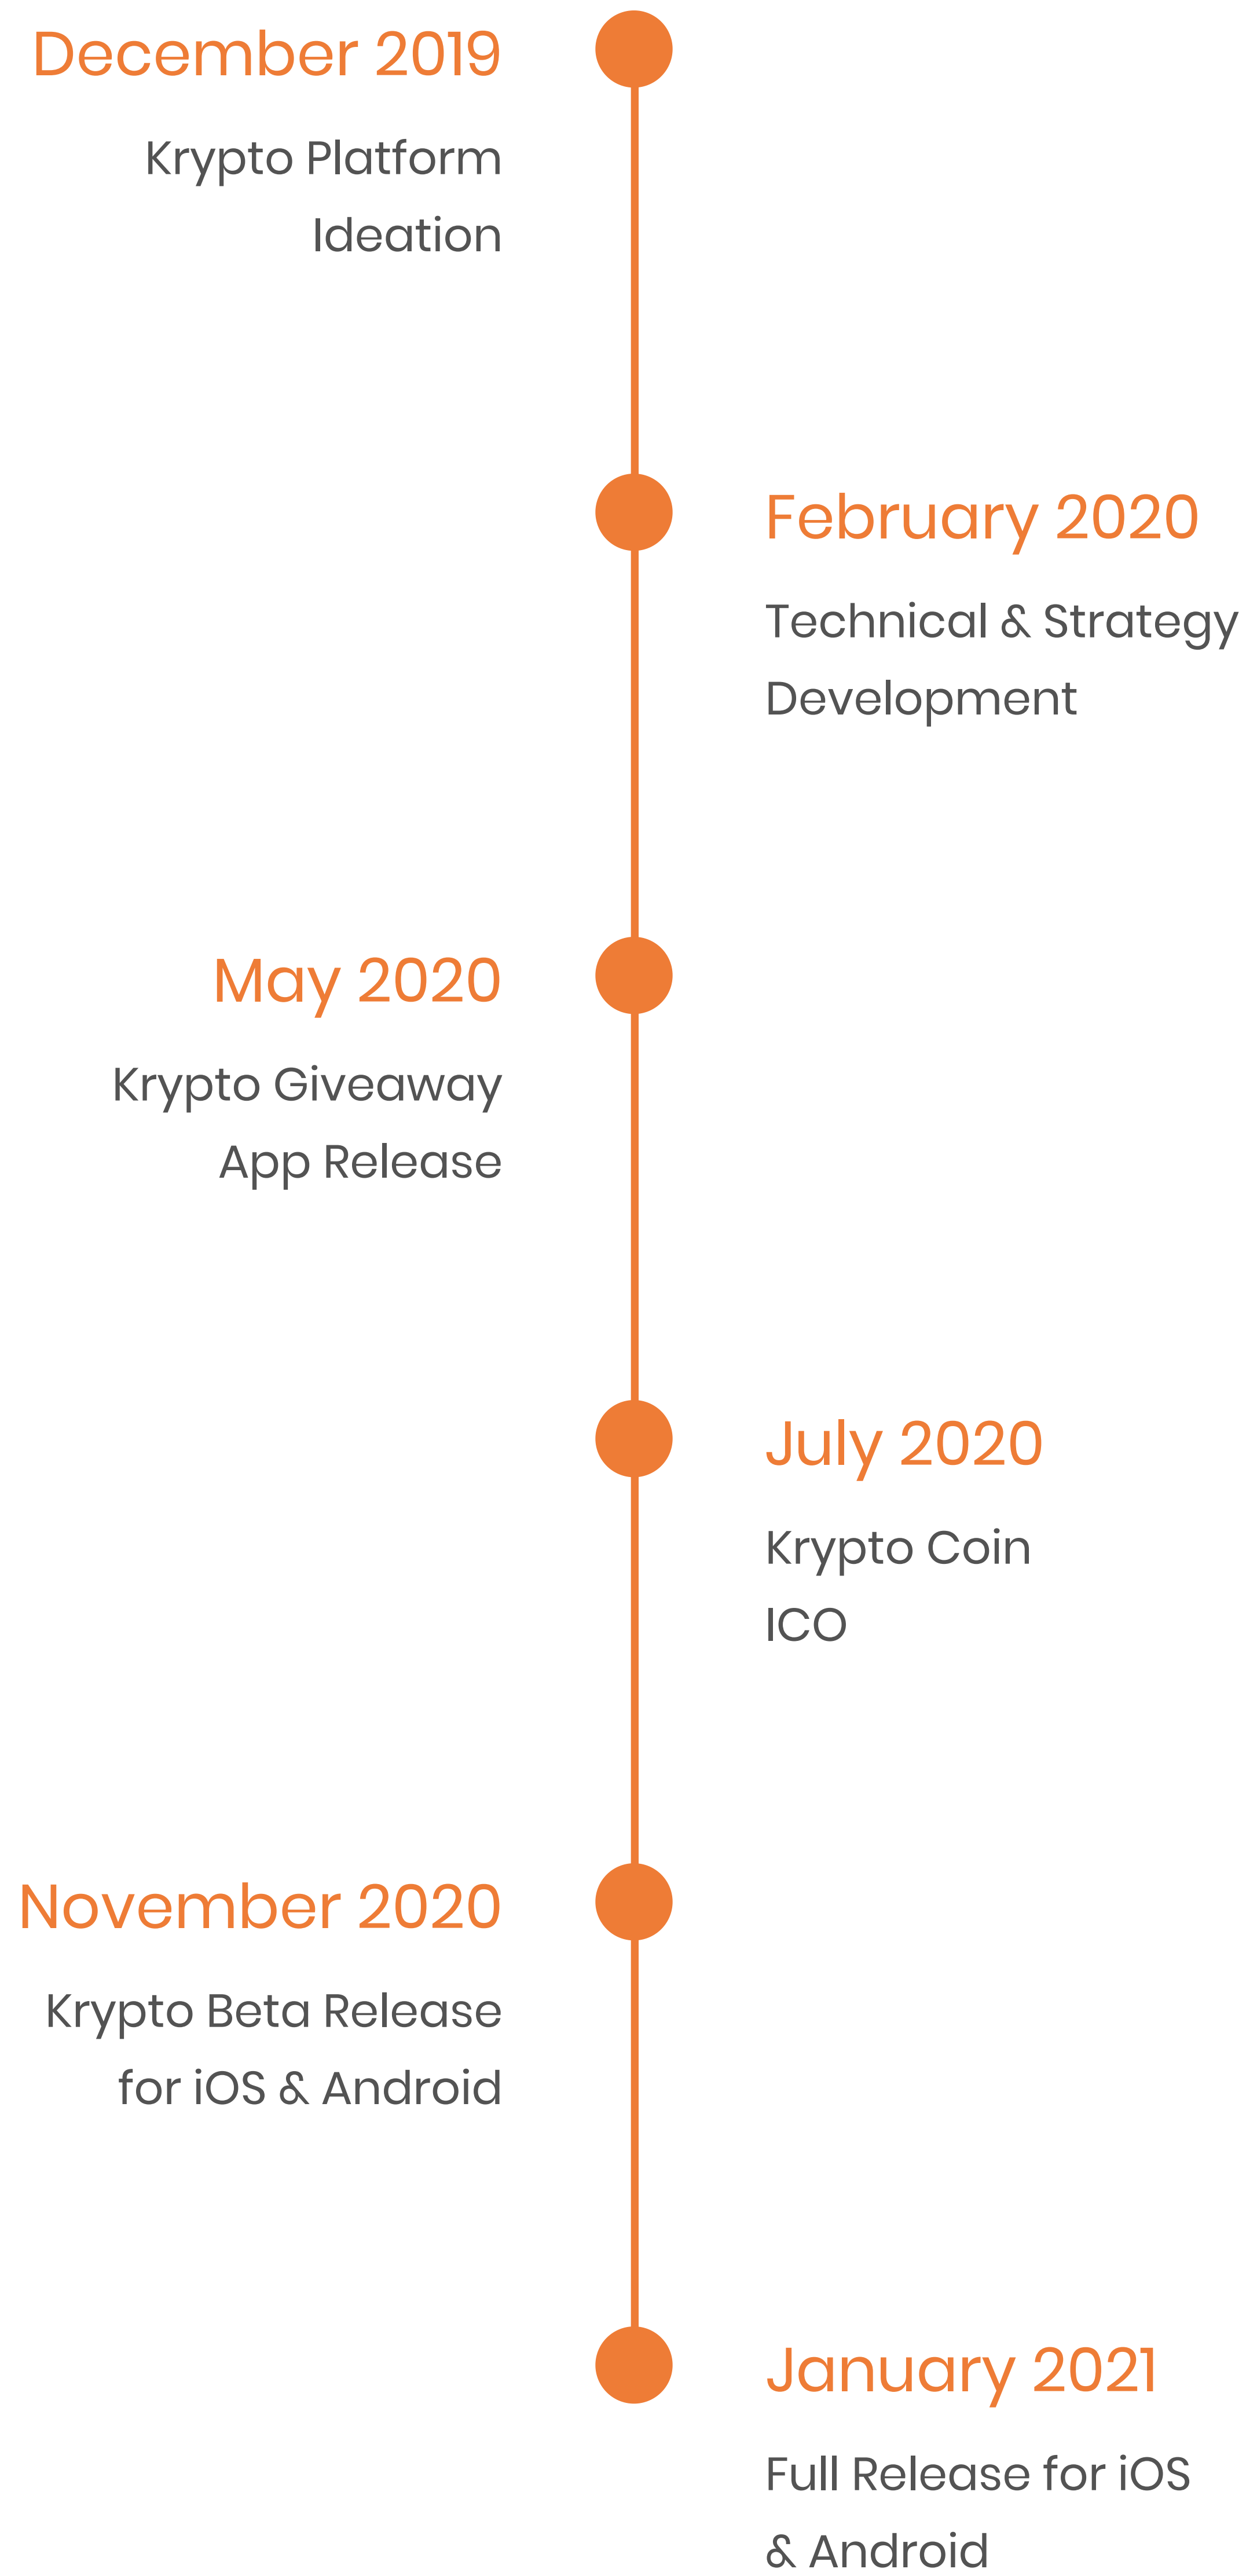 December 2019
Krypto Platform
Ideation
February 2020
Technical & Strategy
Development
May 2020
Krypto Giveaway
App Release
July 2020
Krypto Coin
ICO
November 2020
Krypto Beta Release
for iOS & Android
January 2021
Full Release for iOS
& Android